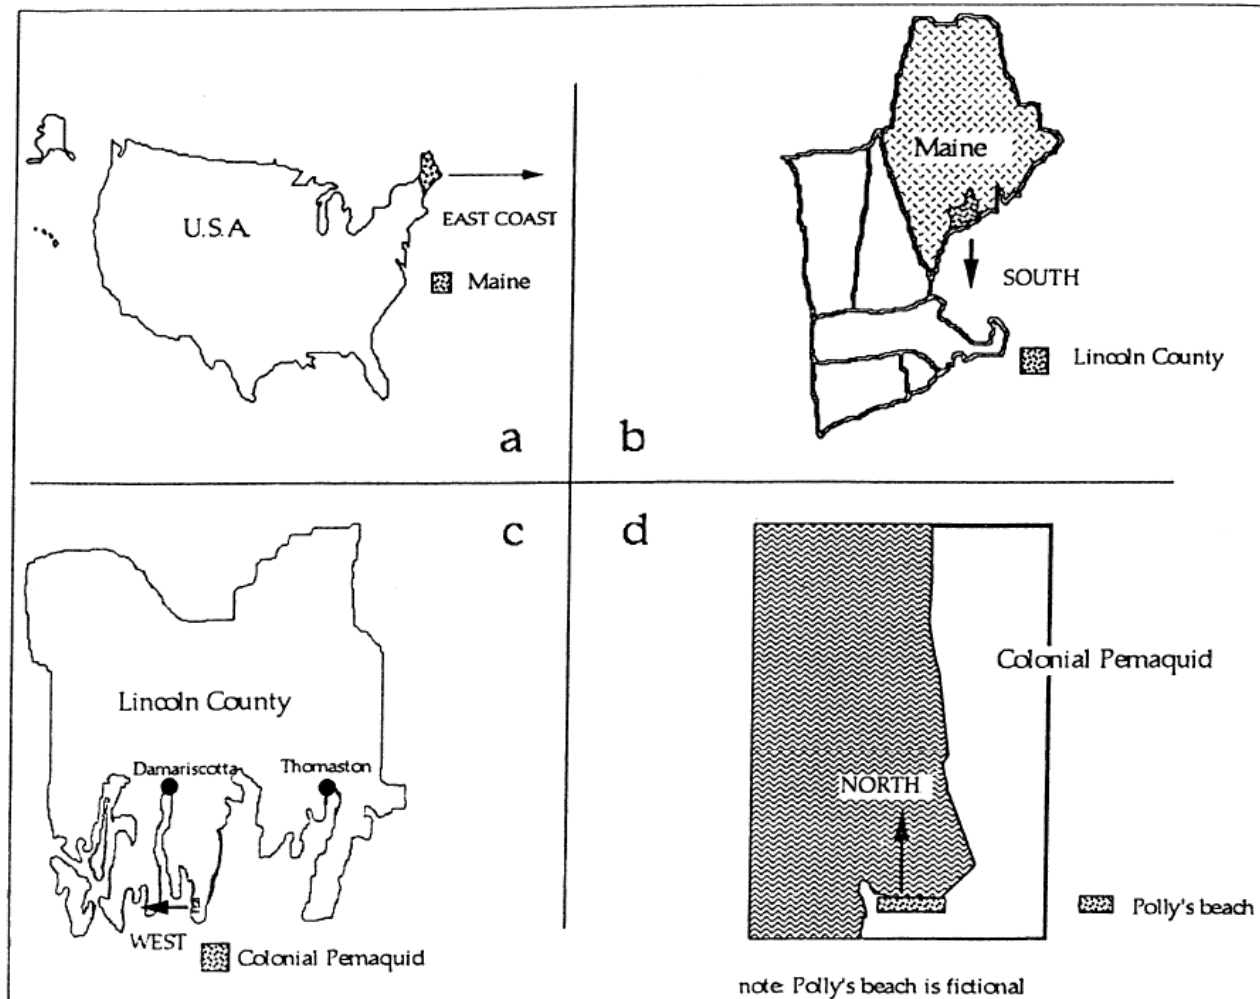 U.S.A.
EAST COAST
Maine
a
Maine
SOUTH
Lincoln County
b
c
Lincoln County
Damariscotta
Thomaston
WEST
Colonial Pemaquid
d
Colonial Pemaquid
NORTH
Polly's beach
note: Polly's beach is fictional